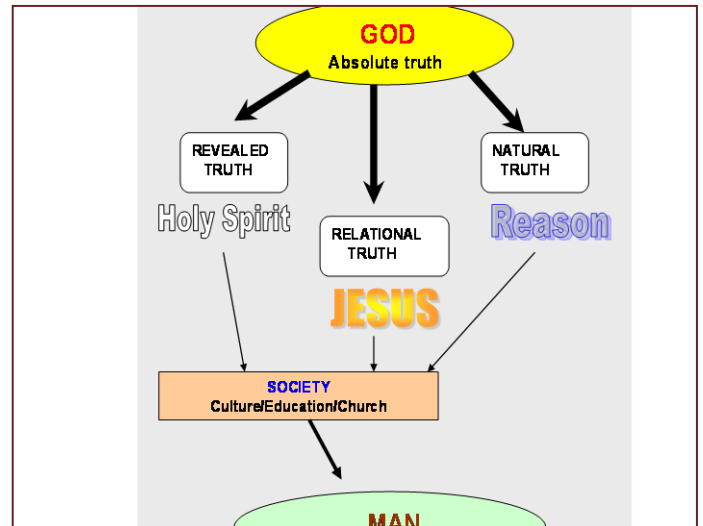 GOD
Absolute truth
REVEALED
TRUTH
NATURAL
TRUTH
Holy Spirit
Reason
RELATIONAL
TRUTH
JESUS
SOCIETY
Culture/Education/Church
MAN